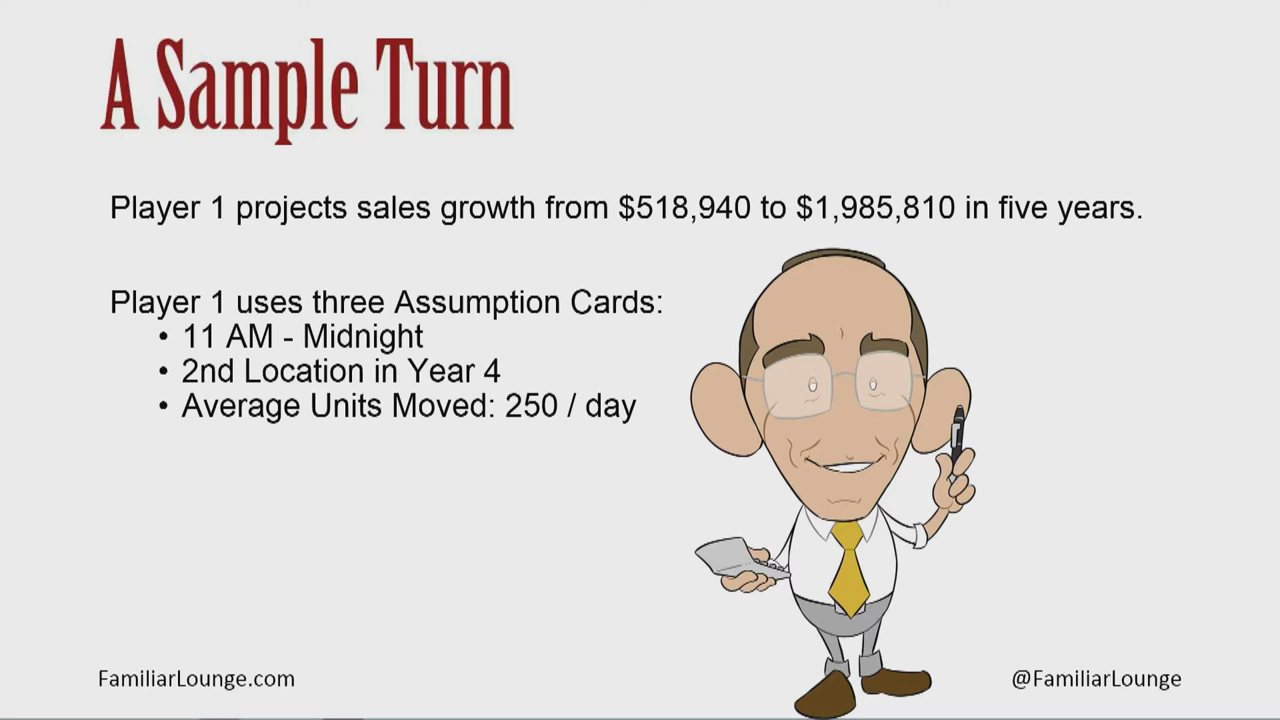 A Sample Turn
Player 1 projects sales growth from $518,940 to $1,985,810 in five years.
Player 1 uses three Assumption Cards:
• 11 AM - Midnight
• 2nd Location in Year 4
• Average Units Moved: 250 / day
FamiliarLounge.com
@FamiliarLounge